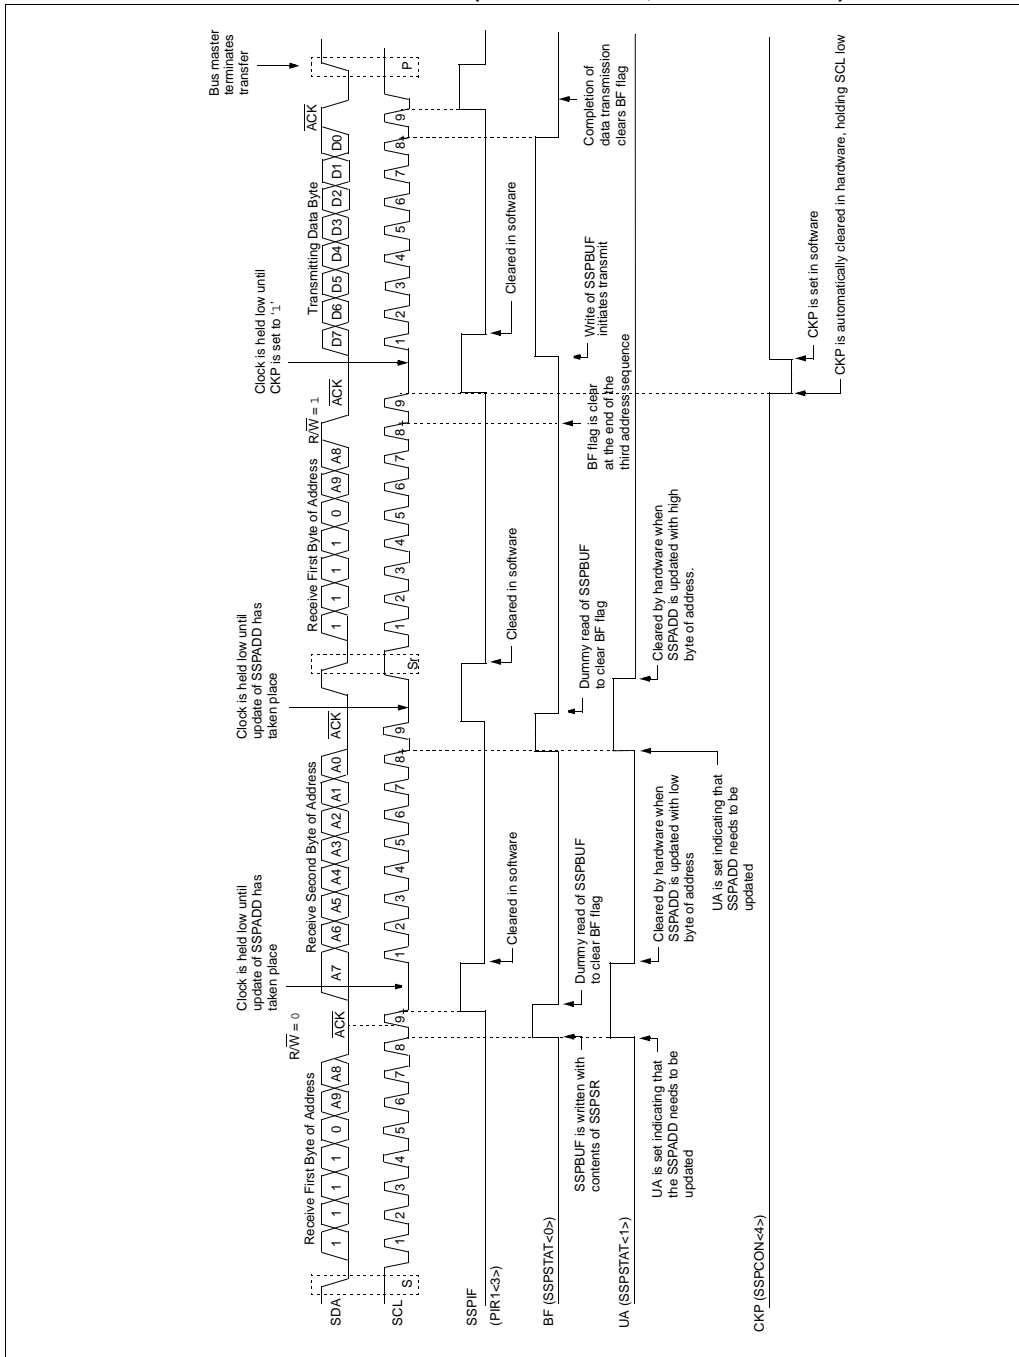 Bus master
terminates
transfer
Clock is held low until
CKP is set to ‘1’
Clock is held low until
update of SSPADD has
taken place
Clock is held low until
update of SSPADD has
taken place
Receive First Byte of Address
R/W = 0
ACK
Receive Second Byte of Address
ACK
Receive First Byte of Address
R/W = 1
ACK
Transmitting Data Byte
ACK
SDA
1 1 1 1 0 A9 A8
A7 A6 A5 A4 A3 A2 A1 A0
1 1 1 1 0 A9 A8
D7 D6 D5 D4 D3 D2 D1 D0
SCL
S
1 2 3 4 5 6 7 8 9
1 2 3 4 5 6 7 8 9
Sr
1 2 3 4 5 6 7 8 9
1 2 3 4 5 6 7 8 9
P
SSPIF
(PIR1<3>)
Cleared in software
Cleared in software
Cleared in software
BF (SSPSTAT<0>)
SSPBUF is written with
contents of SSPSR
Dummy read of SSPBUF
to clear BF flag
Dummy read of SSPBUF
to clear BF flag
BF flag is clear
at the end of the
third address sequence
Write of SSPBUF
initiates transmit
Completion of
data transmission
clears BF flag
UA (SSPSTAT<1>)
UA is set indicating that
the SSPADD needs to be
updated
Cleared by hardware when
SSPADD is updated with low
byte of address
UA is set indicating that
SSPADD needs to be
updated
Cleared by hardware when
SSPADD is updated with high
byte of address.
CKP (SSPCON<4>)
CKP is set in software
CKP is automatically cleared in hardware, holding SCL low